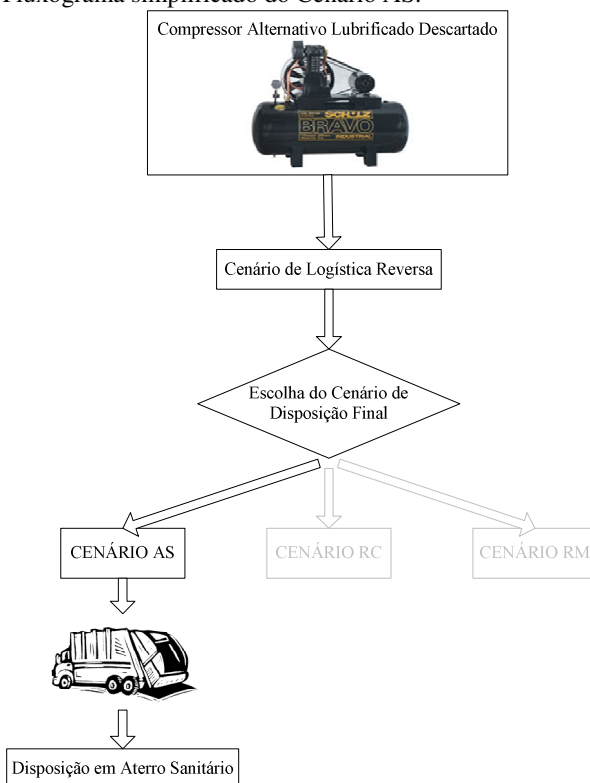 Fluxograma simplificado do Cenário AS.
Compressor Alternativo Lubrificado Descartado
SCHULZ
BRAVO
INDUSTRIAL
Cenário de Logística Reversa
Escolha do Cenário de
Disposição Final
CENÁRIO AS
CENÁRIO RC
CENÁRIO RM
Disposição em Aterro Sanitário